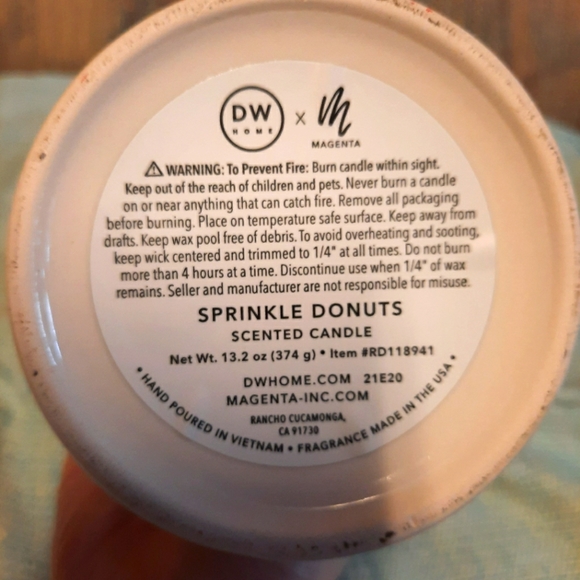 DW
HOME
x
M
MAGENTA
⚠ WARNING: To Prevent Fire: Burn candle within sight.
Keep out of the reach of children and pets. Never burn a candle
on or near anything that can catch fire. Remove all packaging
before burning. Place on temperature safe surface. Keep away from
drafts. Keep wax pool free of debris. To avoid overheating and sooting,
keep wick centered and trimmed to 1/4" at all times. Do not burn
more than 4 hours at a time. Discontinue use when 1/4" of wax
remains. Seller and manufacturer are not responsible for misuse.
SPRINKLE DONUTS
SCENTED CANDLE
Net Wt. 13.2 oz (374 g) • Item #RD118941
DWHOME.COM 21E20
MAGENTA-INC.COM
RANCHO CUCAMONGA,
CA 91730
• HAND POURED IN VIETNAM • FRAGRANCE MADE IN THE USA •